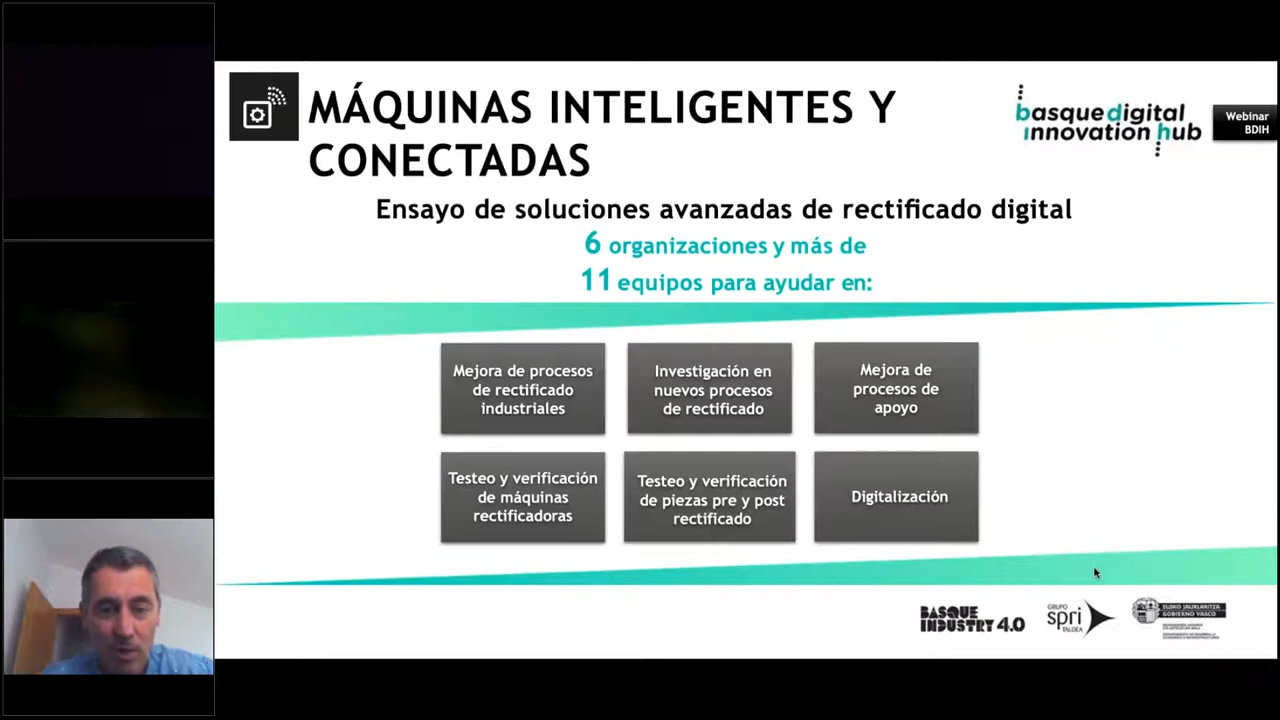 MÁQUINAS INTELIGENTES Y
CONECTADAS
basque digital
innovation hub
Webinar
BDIH
Ensayo de soluciones avanzadas de rectificado digital
6 organizaciones y más de
11 equipos para ayudar en:
Mejora de procesos
de rectificado
industriales
Investigación en
nuevos procesos
de rectificado
Mejora de
procesos de
apoyo
Testeo y verificación
de máquinas
rectificadoras
Testeo y verificación
de piezas pre y post
rectificado
Digitalización
BASQUE
INDUSTRY 4.0
GRUPO
spri
TALDEA
EUSKO JAURLARITZA
GOBIERNO VASCO